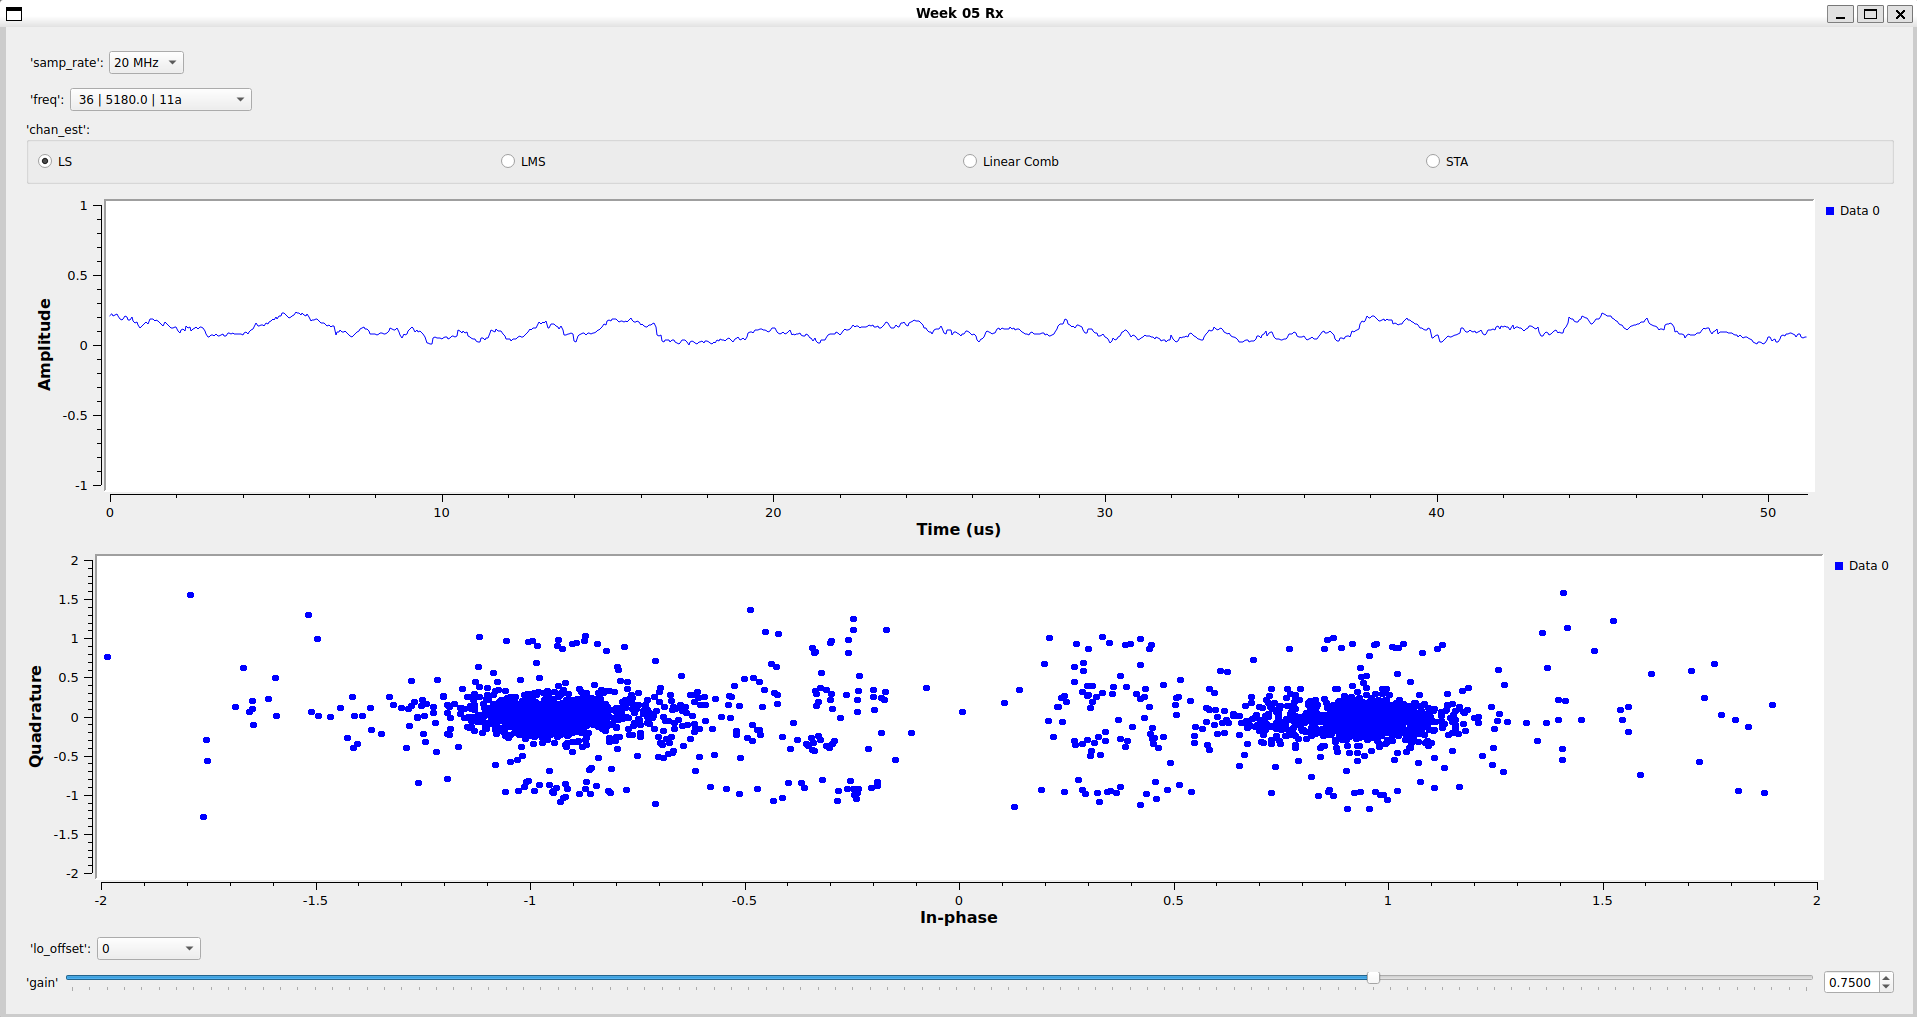 Week 05 Rx
'samp_rate': 20 MHz
'freq': 36 | 5180.0 | 11a
'chan_est':
LS LMS Linear Comb STA
Data 0
Amplitude
1
0.5
0
-0.5
-1
0 10 20 30 40 50
Time (us)
Data 0
Quadrature
2
1.5
1
0.5
0
-0.5
-1
-1.5
-2
-2 -1.5 -1 -0.5 0 0.5 1 1.5 2
In-phase
'lo_offset': 0
'gain' 0.7500